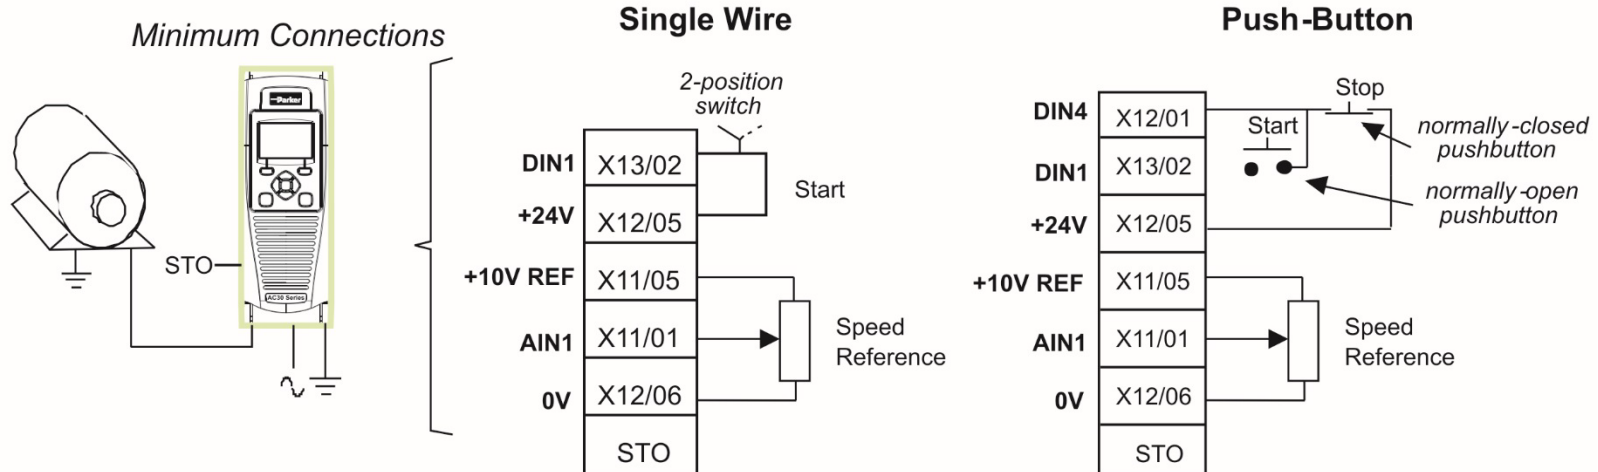 Minimum Connections
Parker
AC30 Series
STO
Single Wire
2-position
switch
DIN1 X13/02
Start
+24V X12/05
+10V REF X11/05
AIN1 X11/01
Speed
Reference
0V X12/06
STO
Push-Button
DIN4 X12/01
Stop
Start
normally-closed
pushbutton
DIN1 X13/02
normally-open
pushbutton
+24V X12/05
+10V REF X11/05
AIN1 X11/01
Speed
Reference
0V X12/06
STO